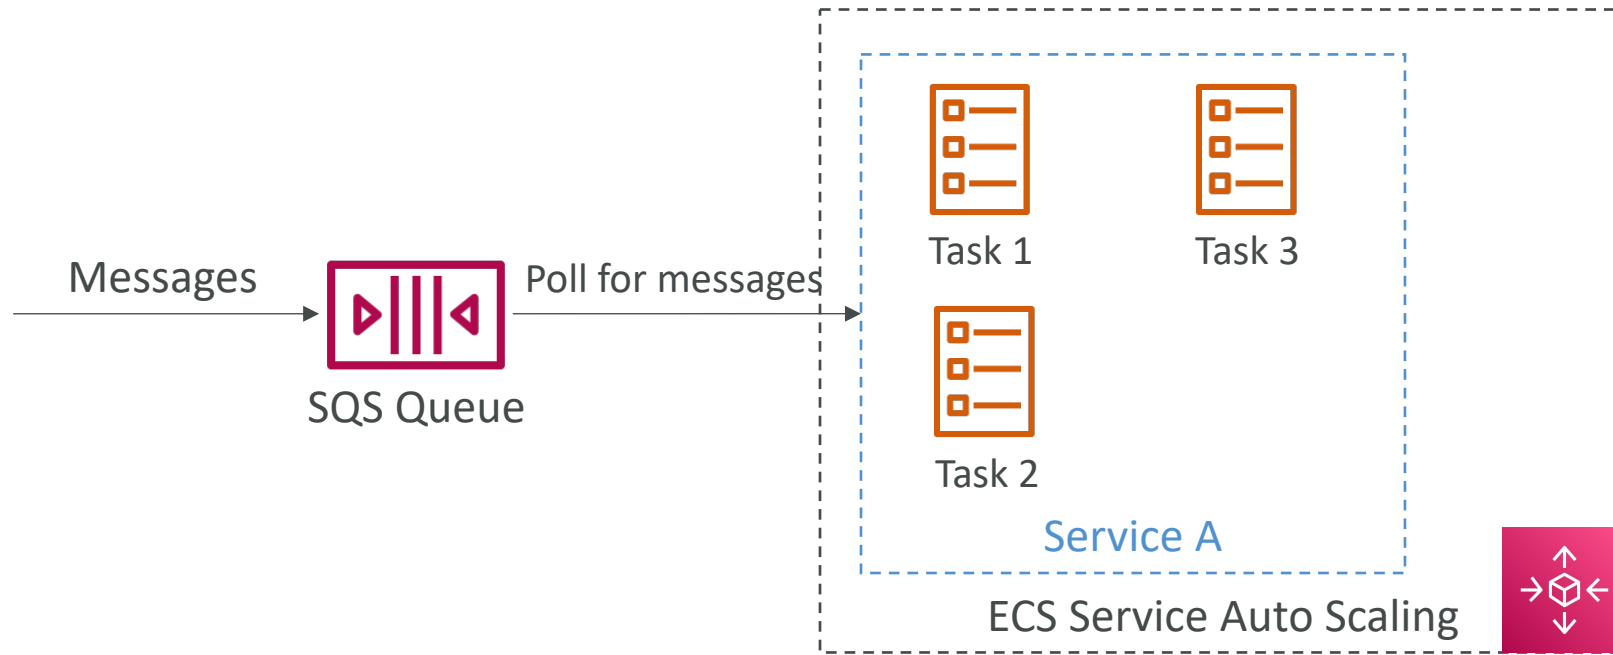 Messages
SQS Queue
Poll for messages
Task 1
Task 3
Task 2
Service A
ECS Service Auto Scaling